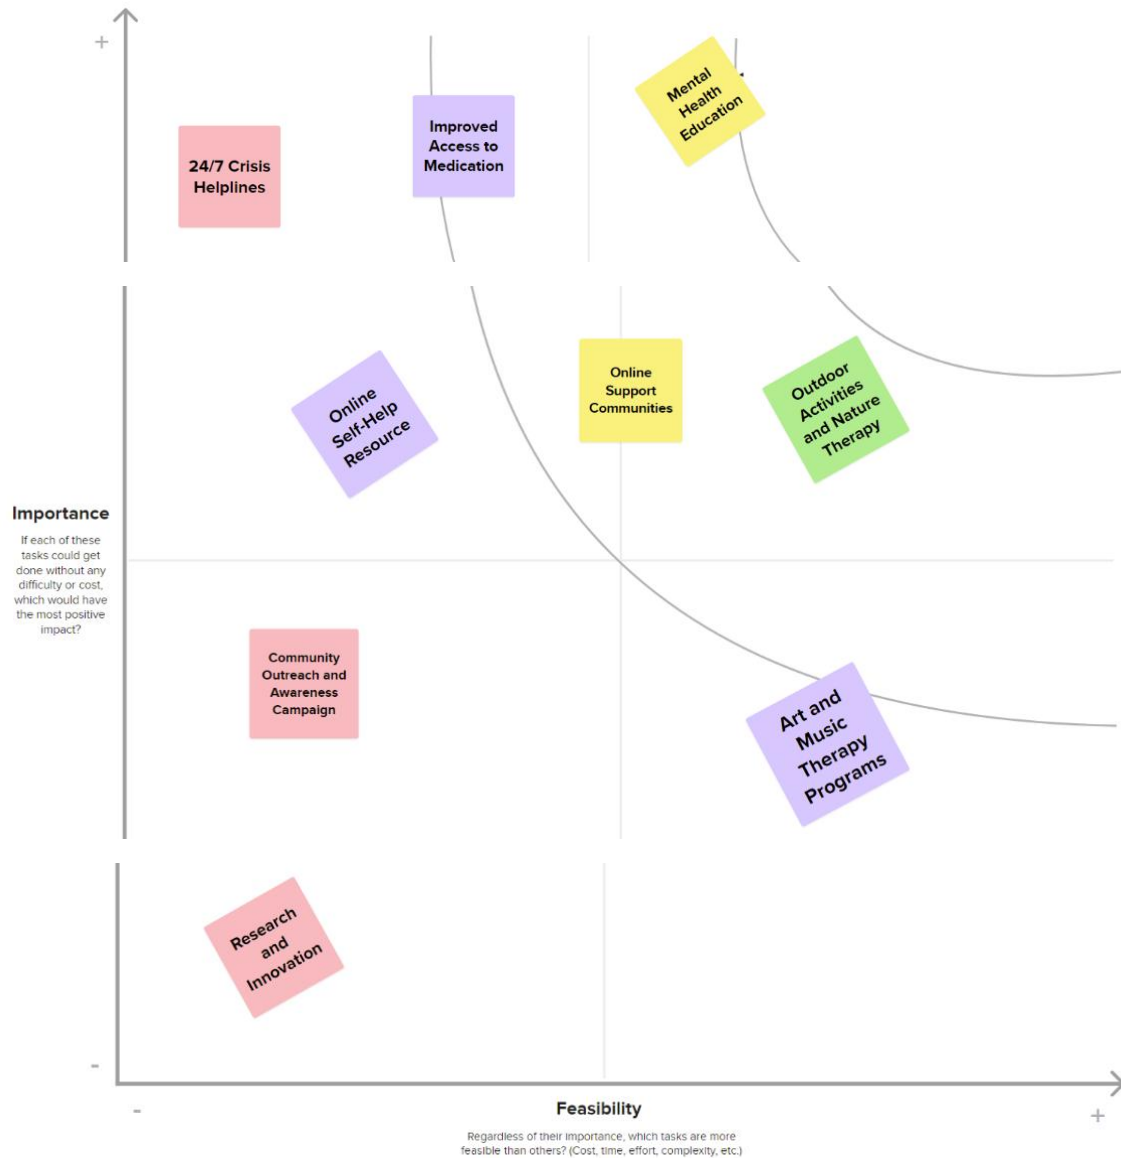 +
Mental
Health
Education
Improved
Access to
Medication
24/7 Crisis
Helplines
Online
Self-Help
Resource
Online
Support
Communities
Outdoor
Activities
and Nature
Therapy
Importance
If each of these
tasks could get
done without any
difficulty or cost,
which would have
the most positive
impact?
Community
Outreach and
Awareness
Campaign
Art and
Music
Therapy
Programs
Research
and
Innovation
-
-
Feasibility
+
Regardless of their importance, which tasks are more
feasible than others? (Cost, time, effort, complexity, etc.)